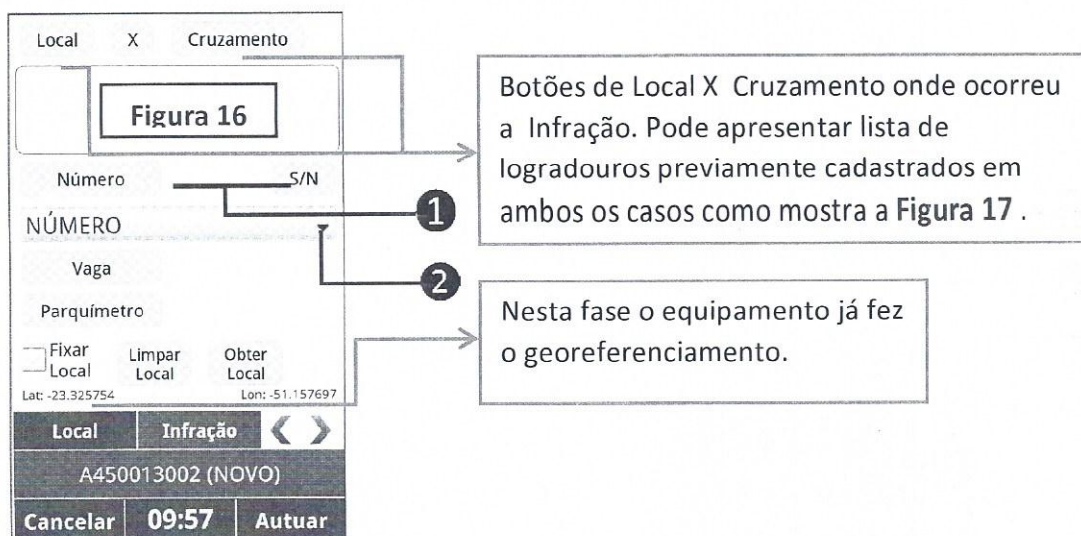 Local X Cruzamento
Figura 16
Número S/N
NÚMERO
Vaga
Parquímetro
Fixar Local
Limpar Local
Obter Local
Lat: -23.325754 Lon: -51.157697
Local Infração ❮ ❯
A450013002 (NOVO)
Cancelar 09:57 Autuar
1
2
Botões de Local X Cruzamento onde ocorreu
a Infração. Pode apresentar lista de
logradouros previamente cadastrados em
ambos os casos como mostra a Figura 17 .
Nesta fase o equipamento já fez
o georeferenciamento.